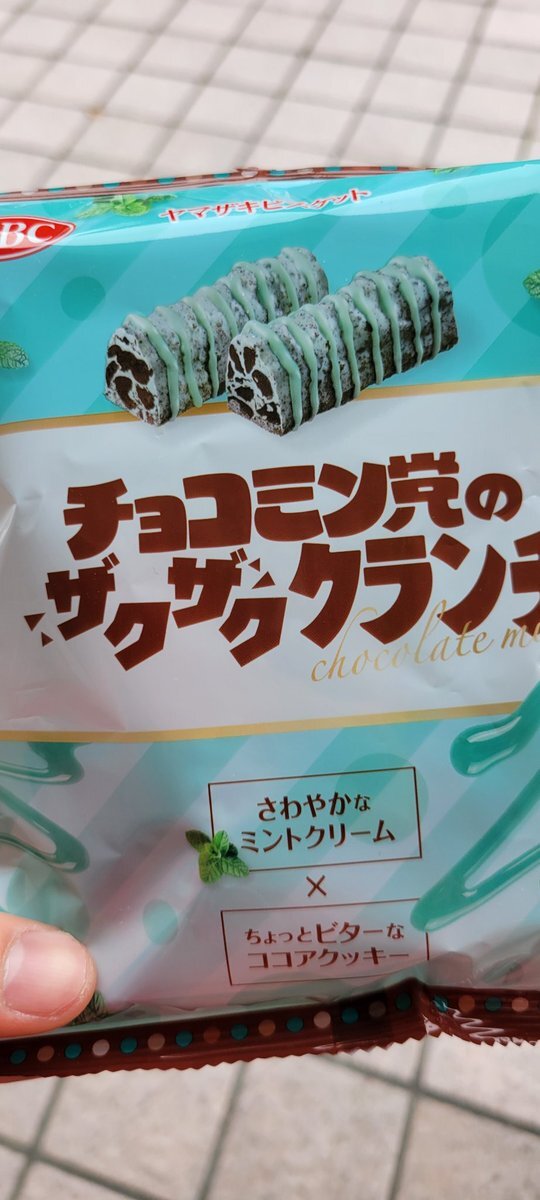 ヤマザキビスケット
BC
チョコミン党の
ザクザククランチ
chocolate
さわやかな
ミントクリーム
×
ちょっとビターな
ココアクッキー